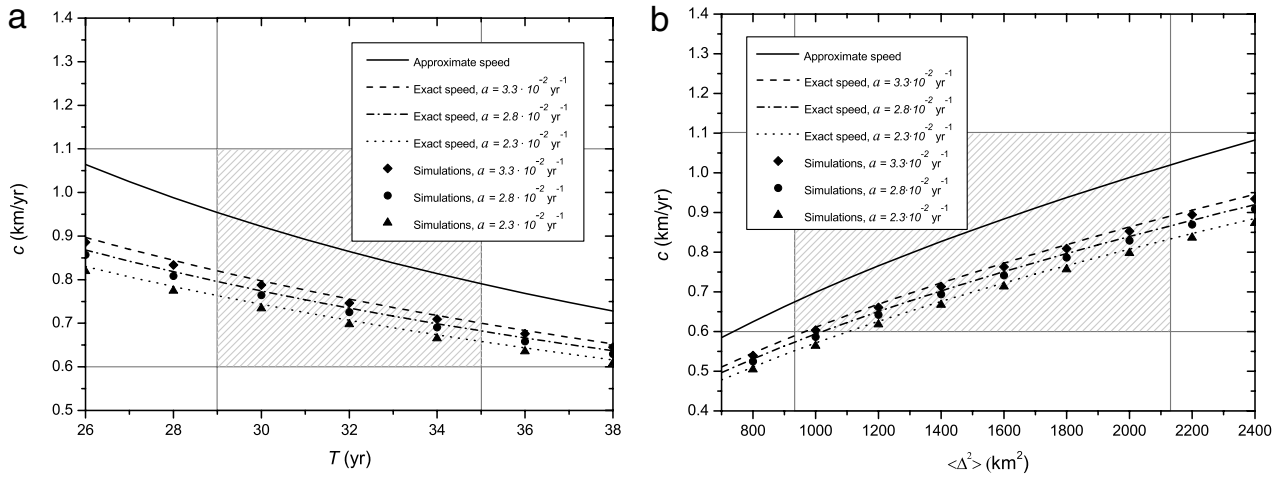 a
1.4
1.3
1.2
1.1
1.0
0.9
0.8
0.7
0.6
0.5
c (km/yr)
26 28 30 32 34 36 38
T (yr)
Approximate speed
Exact speed, a = 3.3 · 10⁻² yr⁻¹
Exact speed, a = 2.8 · 10⁻² yr⁻¹
Exact speed, a = 2.3 · 10⁻² yr⁻¹
Simulations, a = 3.3 · 10⁻² yr⁻¹
Simulations, a = 2.8 · 10⁻² yr⁻¹
Simulations, a = 2.3 · 10⁻² yr⁻¹
b
1.4
1.3
1.2
1.1
1.0
0.9
0.8
0.7
0.6
0.5
0.4
c (km/yr)
800 1000 1200 1400 1600 1800 2000 2200 2400
<Δ²> (km²)
Approximate speed
Exact speed, a = 3.3·10⁻² yr⁻¹
Exact speed, a = 2.8·10⁻² yr⁻¹
Exact speed, a = 2.3·10⁻² yr⁻¹
Simulations, a = 3.3·10⁻² yr⁻¹
Simulations, a = 2.8·10⁻² yr⁻¹
Simulations, a = 2.3·10⁻² yr⁻¹